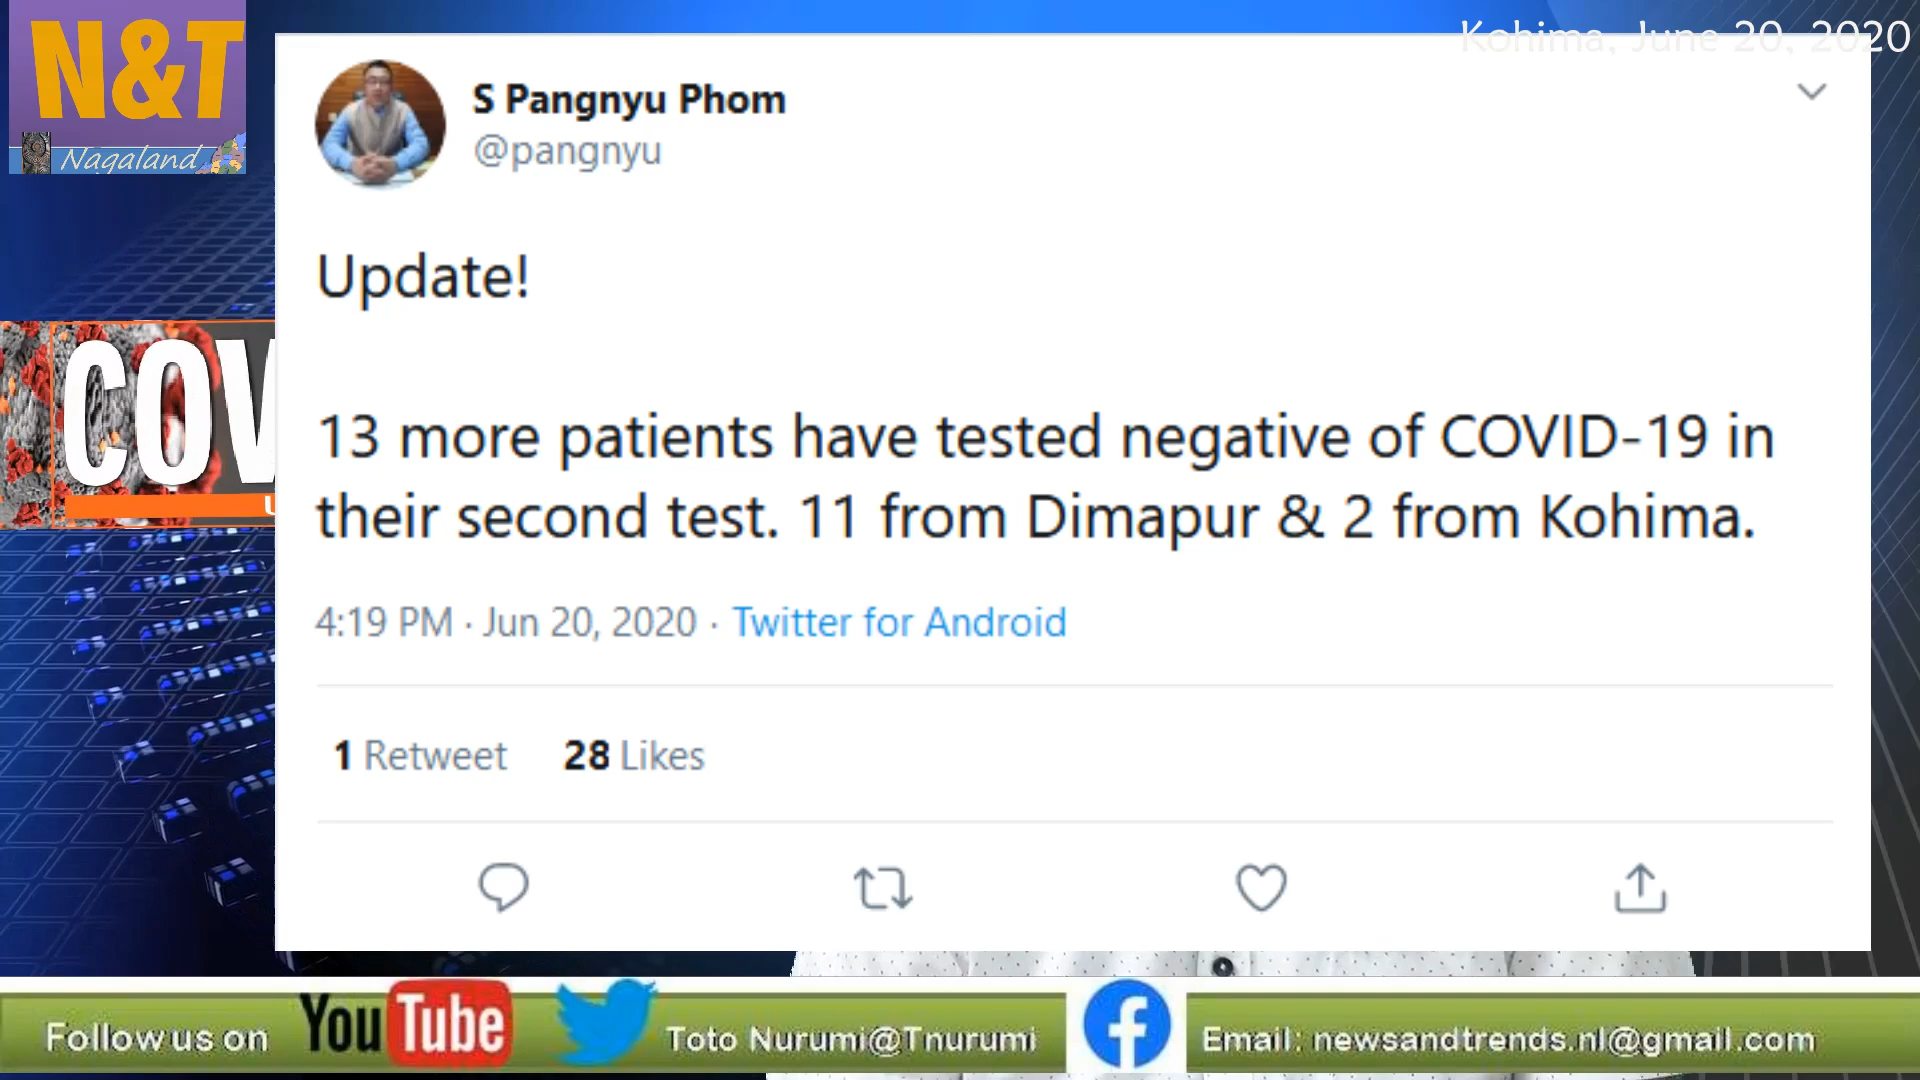 N&T
Nagaland
Kohima, June 20, 2020
S Pangnyu Phom
@pangnyu
Update!
COV
13 more patients have tested negative of COVID-19 in
their second test. 11 from Dimapur & 2 from Kohima.
4:19 PM · Jun 20, 2020 · Twitter for Android
1 Retweet 28 Likes
Follow us on YouTube Toto Nurumi@Tnurumi Email: newsandtrends.nl@gmail.com